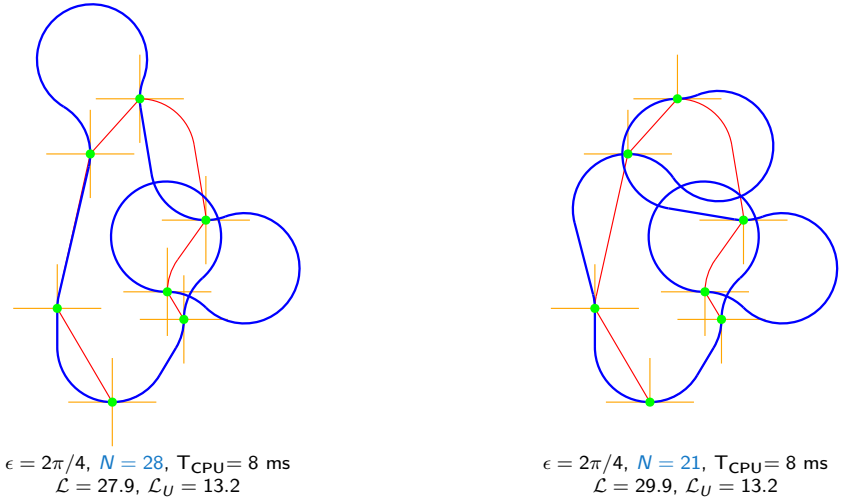 ϵ = 2π/4, N = 28, T_CPU = 8 ms
ℒ = 27.9, ℒ_U = 13.2
ϵ = 2π/4, N = 21, T_CPU = 8 ms
ℒ = 29.9, ℒ_U = 13.2